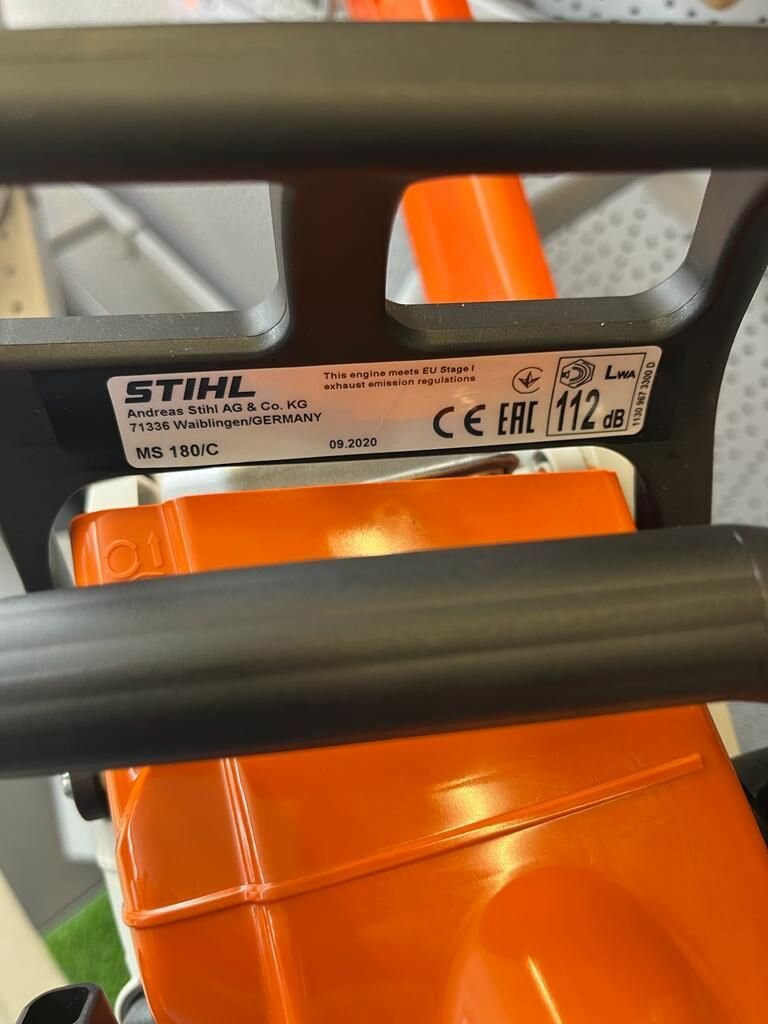 STIHL
Andreas Stihl AG & Co. KG
71336 Waiblingen/GERMANY
MS 180/C
This engine meets EU Stage I
exhaust emission regulations
09.2020
CE EAC
LWA
112 dB
1130 967 3300 D